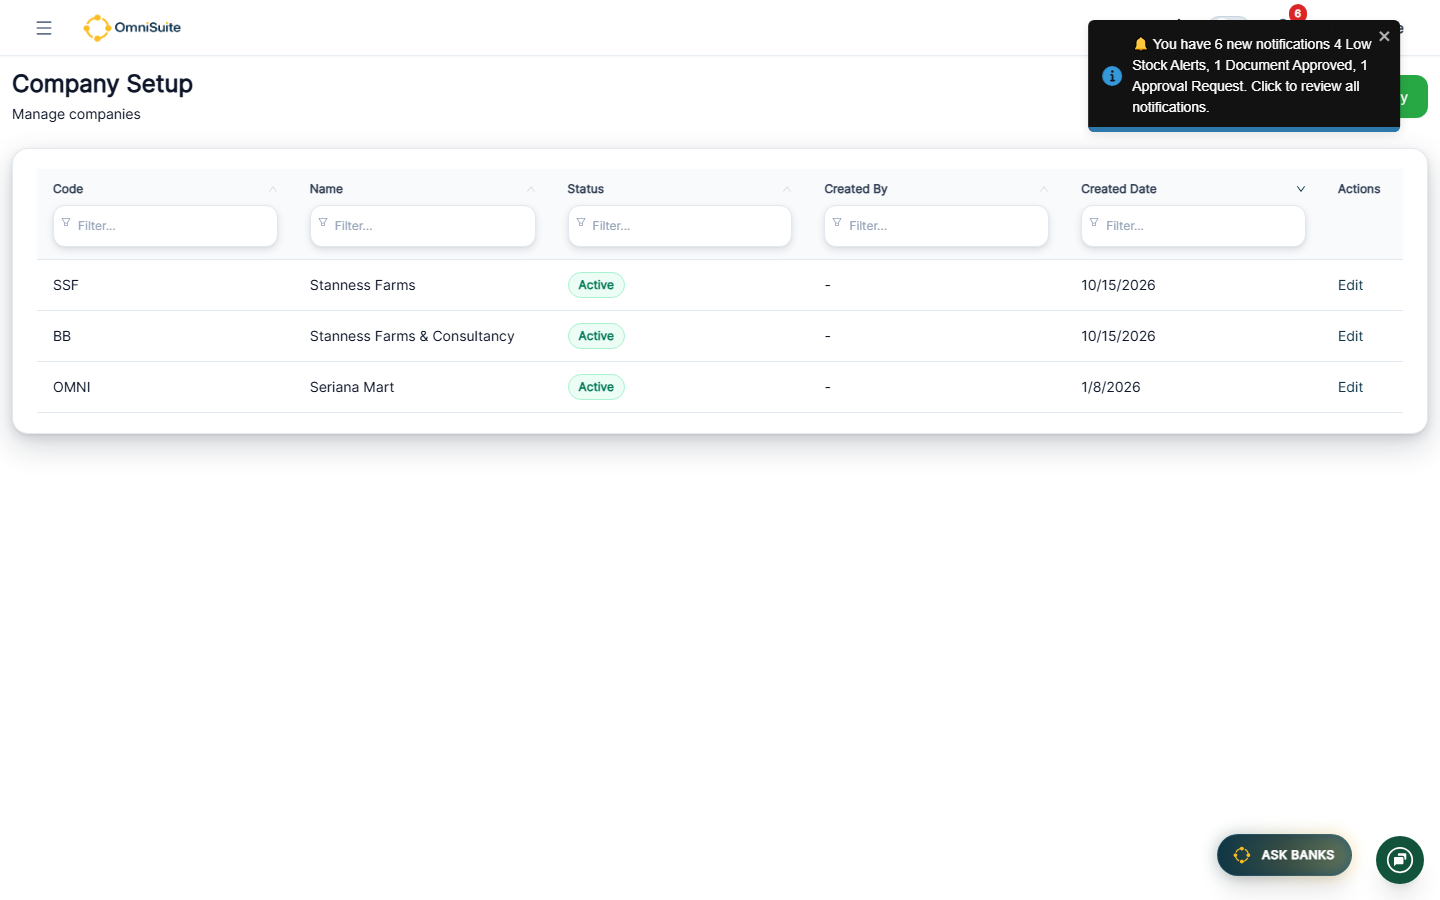 OmniSuite
6
🔔 You have 6 new notifications 4 Low
Stock Alerts, 1 Document Approved, 1
Approval Request. Click to review all
notifications.
Company Setup
Manage companies
Code Name Status Created By Created Date Actions
Filter... Filter... Filter... Filter... Filter...
SSF Stanness Farms Active - 10/15/2026 Edit
BB Stanness Farms & Consultancy Active - 10/15/2026 Edit
OMNI Seriana Mart Active - 1/8/2026 Edit
ASK BANKS